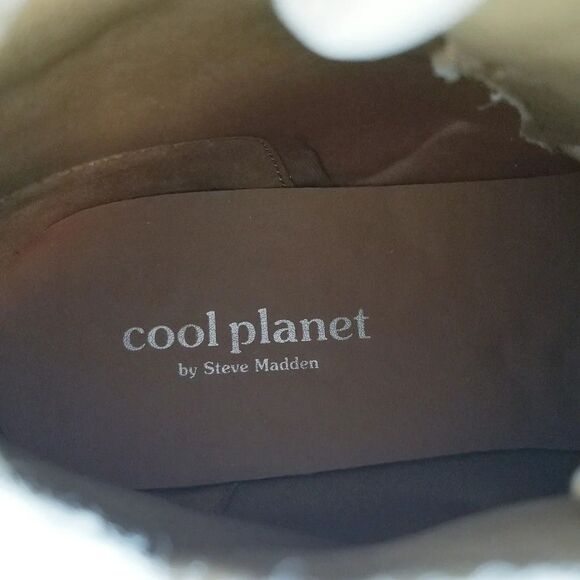 cool planet
by Steve Madden